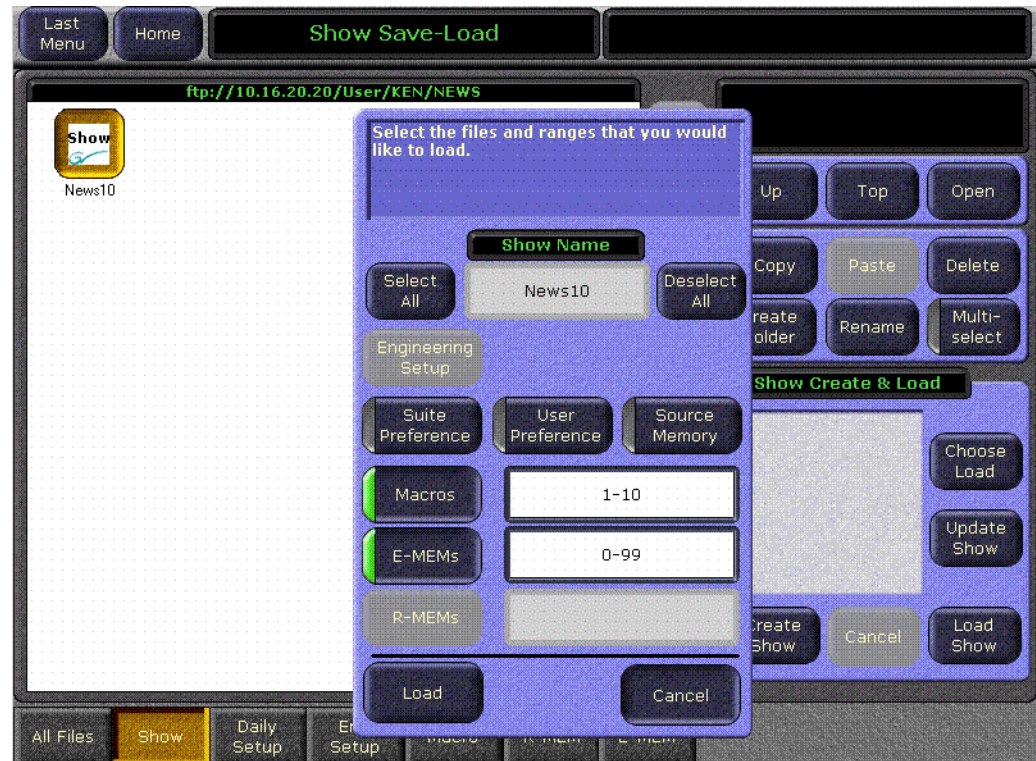 Last
Menu
Home
Show Save-Load
ftp://10.16.20.20/User/KEN/NEWS
Show
News10
Select the files and ranges that you would
like to load.
Show Name
Select
All
News10
Deselect
All
Engineering
Setup
Suite
Preference
User
Preference
Source
Memory
Macros
1-10
E-MEMs
0-99
R-MEMs
Load
Cancel
Up
Top
Open
Copy
Paste
Delete
reate
older
Rename
Multi-
select
Show Create & Load
Choose
Load
Update
Show
reate
Show
Cancel
Load
Show
All Files
Show
Daily
Setup
Setup
Macro
R-MEM
E-MEM